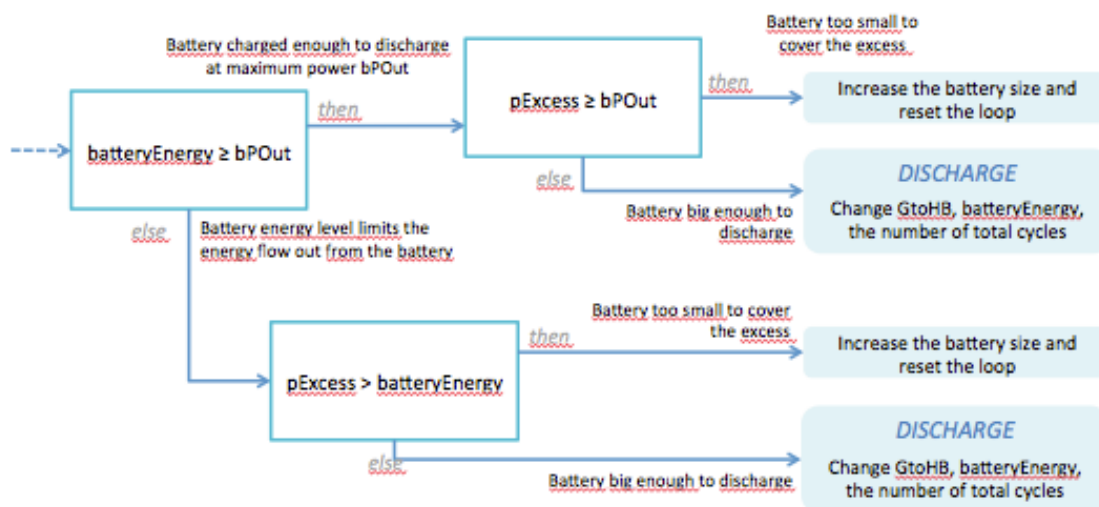 Battery too small to
cover the excess
Battery charged enough to discharge
at maximum power bPOut
then
pExcess ≥ bPOut
then
Increase the battery size and
reset the loop
batteryEnergy ≥ bPOut
else
Battery big enough to
discharge
DISCHARGE
Change GtoHB, batteryEnergy,
the number of total cycles
else
Battery energy level limits the
energy flow out from the battery
Battery too small to cover
the excess
then
Increase the battery size and
reset the loop
pExcess > batteryEnergy
else
Battery big enough to discharge
DISCHARGE
Change GtoHB, batteryEnergy,
the number of total cycles